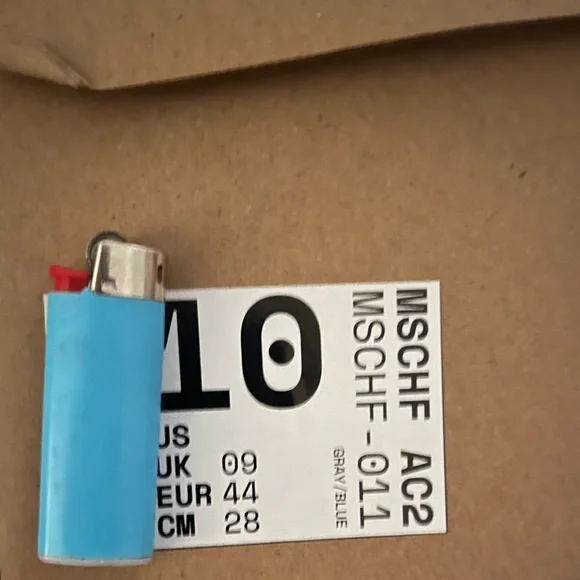 10
US
UK 09
EUR 44
CM 28
MSCHF AC2
MSCHF-011
GRAY/BLUE